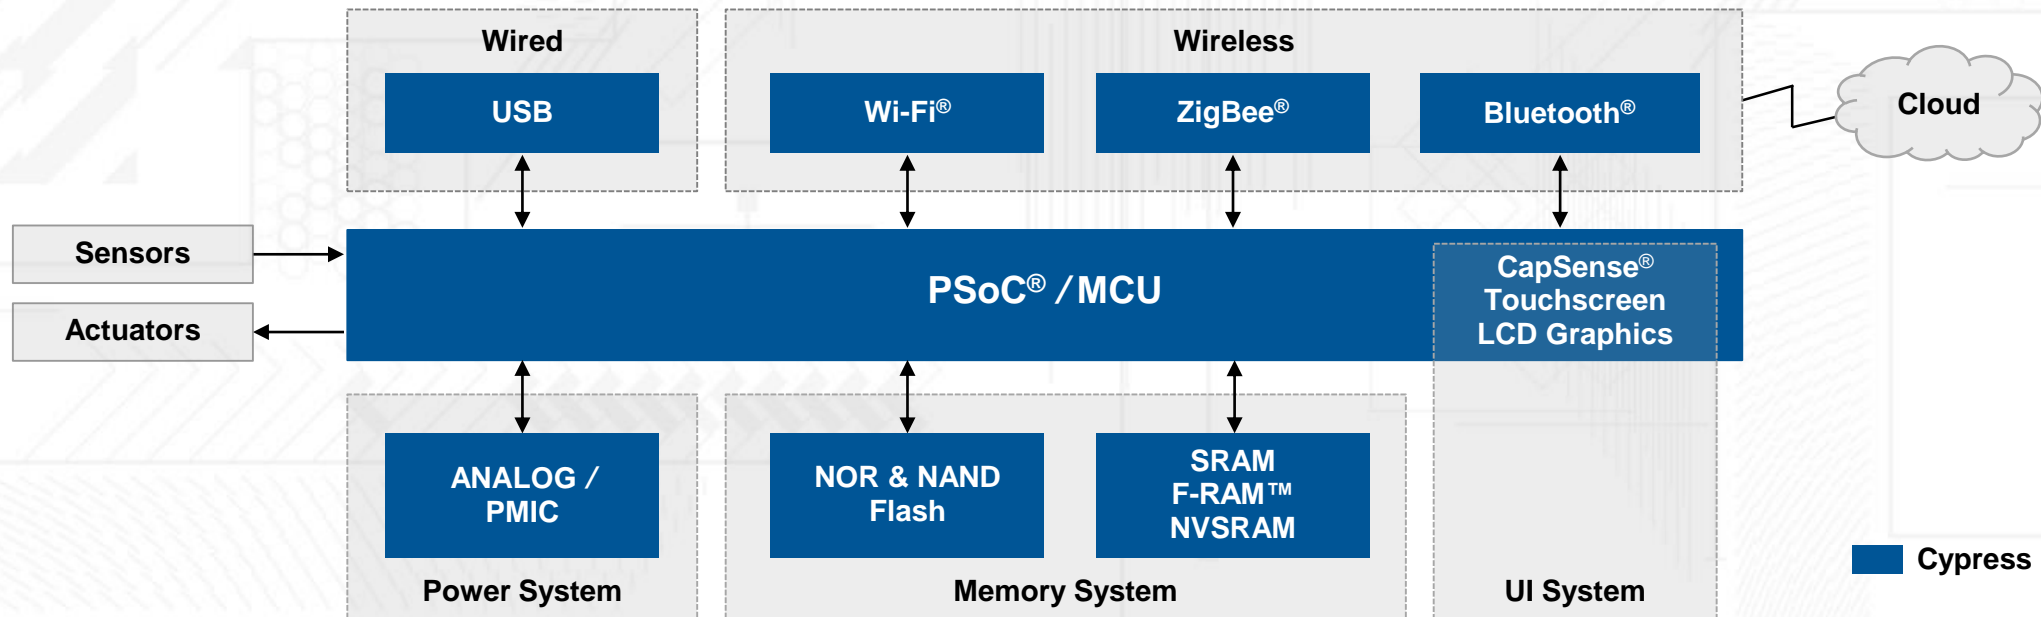 Wired
Wireless
USB
Wi-Fi®
ZigBee®
Bluetooth®
Cloud
Sensors
Actuators
PSoC® / MCU
CapSense®
Touchscreen
LCD Graphics
ANALOG /
PMIC
NOR & NAND
Flash
SRAM
F-RAM™
NVSRAM
Power System
Memory System
UI System
Cypress